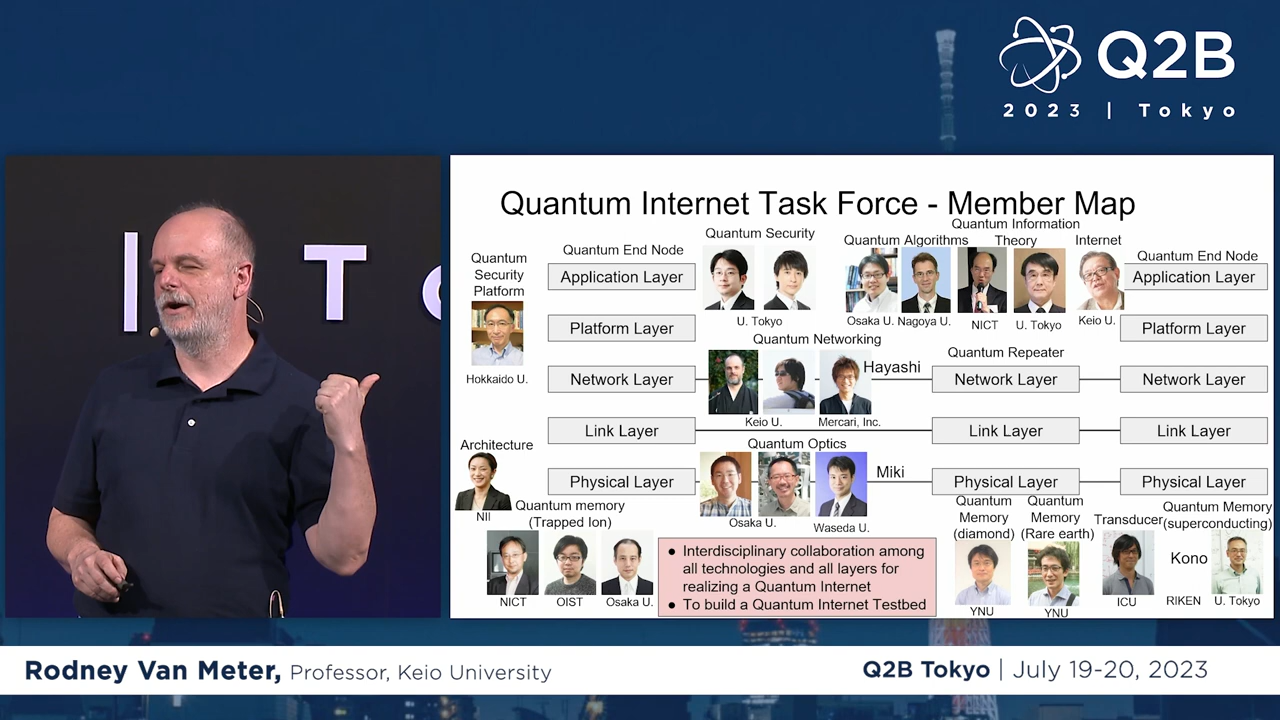 Q2B
2023 | Tokyo
T
Quantum Internet Task Force - Member Map
Quantum Security Platform
Hokkaido U.
Quantum End Node
Application Layer
Platform Layer
Network Layer
Link Layer
Physical Layer
Quantum Security
U. Tokyo
Quantum Algorithms
Osaka U.
Nagoya U.
Quantum Information Theory
NICT
U. Tokyo
Internet
Keio U.
Quantum End Node
Application Layer
Platform Layer
Network Layer
Link Layer
Physical Layer
Quantum Networking
Keio U.
Mercari, Inc.
Hayashi
Quantum Repeater
Network Layer
Link Layer
Physical Layer
Architecture
NII
Quantum Optics
Osaka U.
Waseda U.
Miki
Quantum memory
(Trapped Ion)
NICT
OIST
Osaka U.
• Interdisciplinary collaboration among
all technologies and all layers for
realizing a Quantum Internet
• To build a Quantum Internet Testbed
Quantum
Memory
(diamond)
YNU
Quantum
Memory
(Rare earth)
YNU
Transducer
ICU
Quantum Memory
(superconducting)
Kono
RIKEN
U. Tokyo
Rodney Van Meter, Professor, Keio University
Q2B Tokyo | July 19-20, 2023